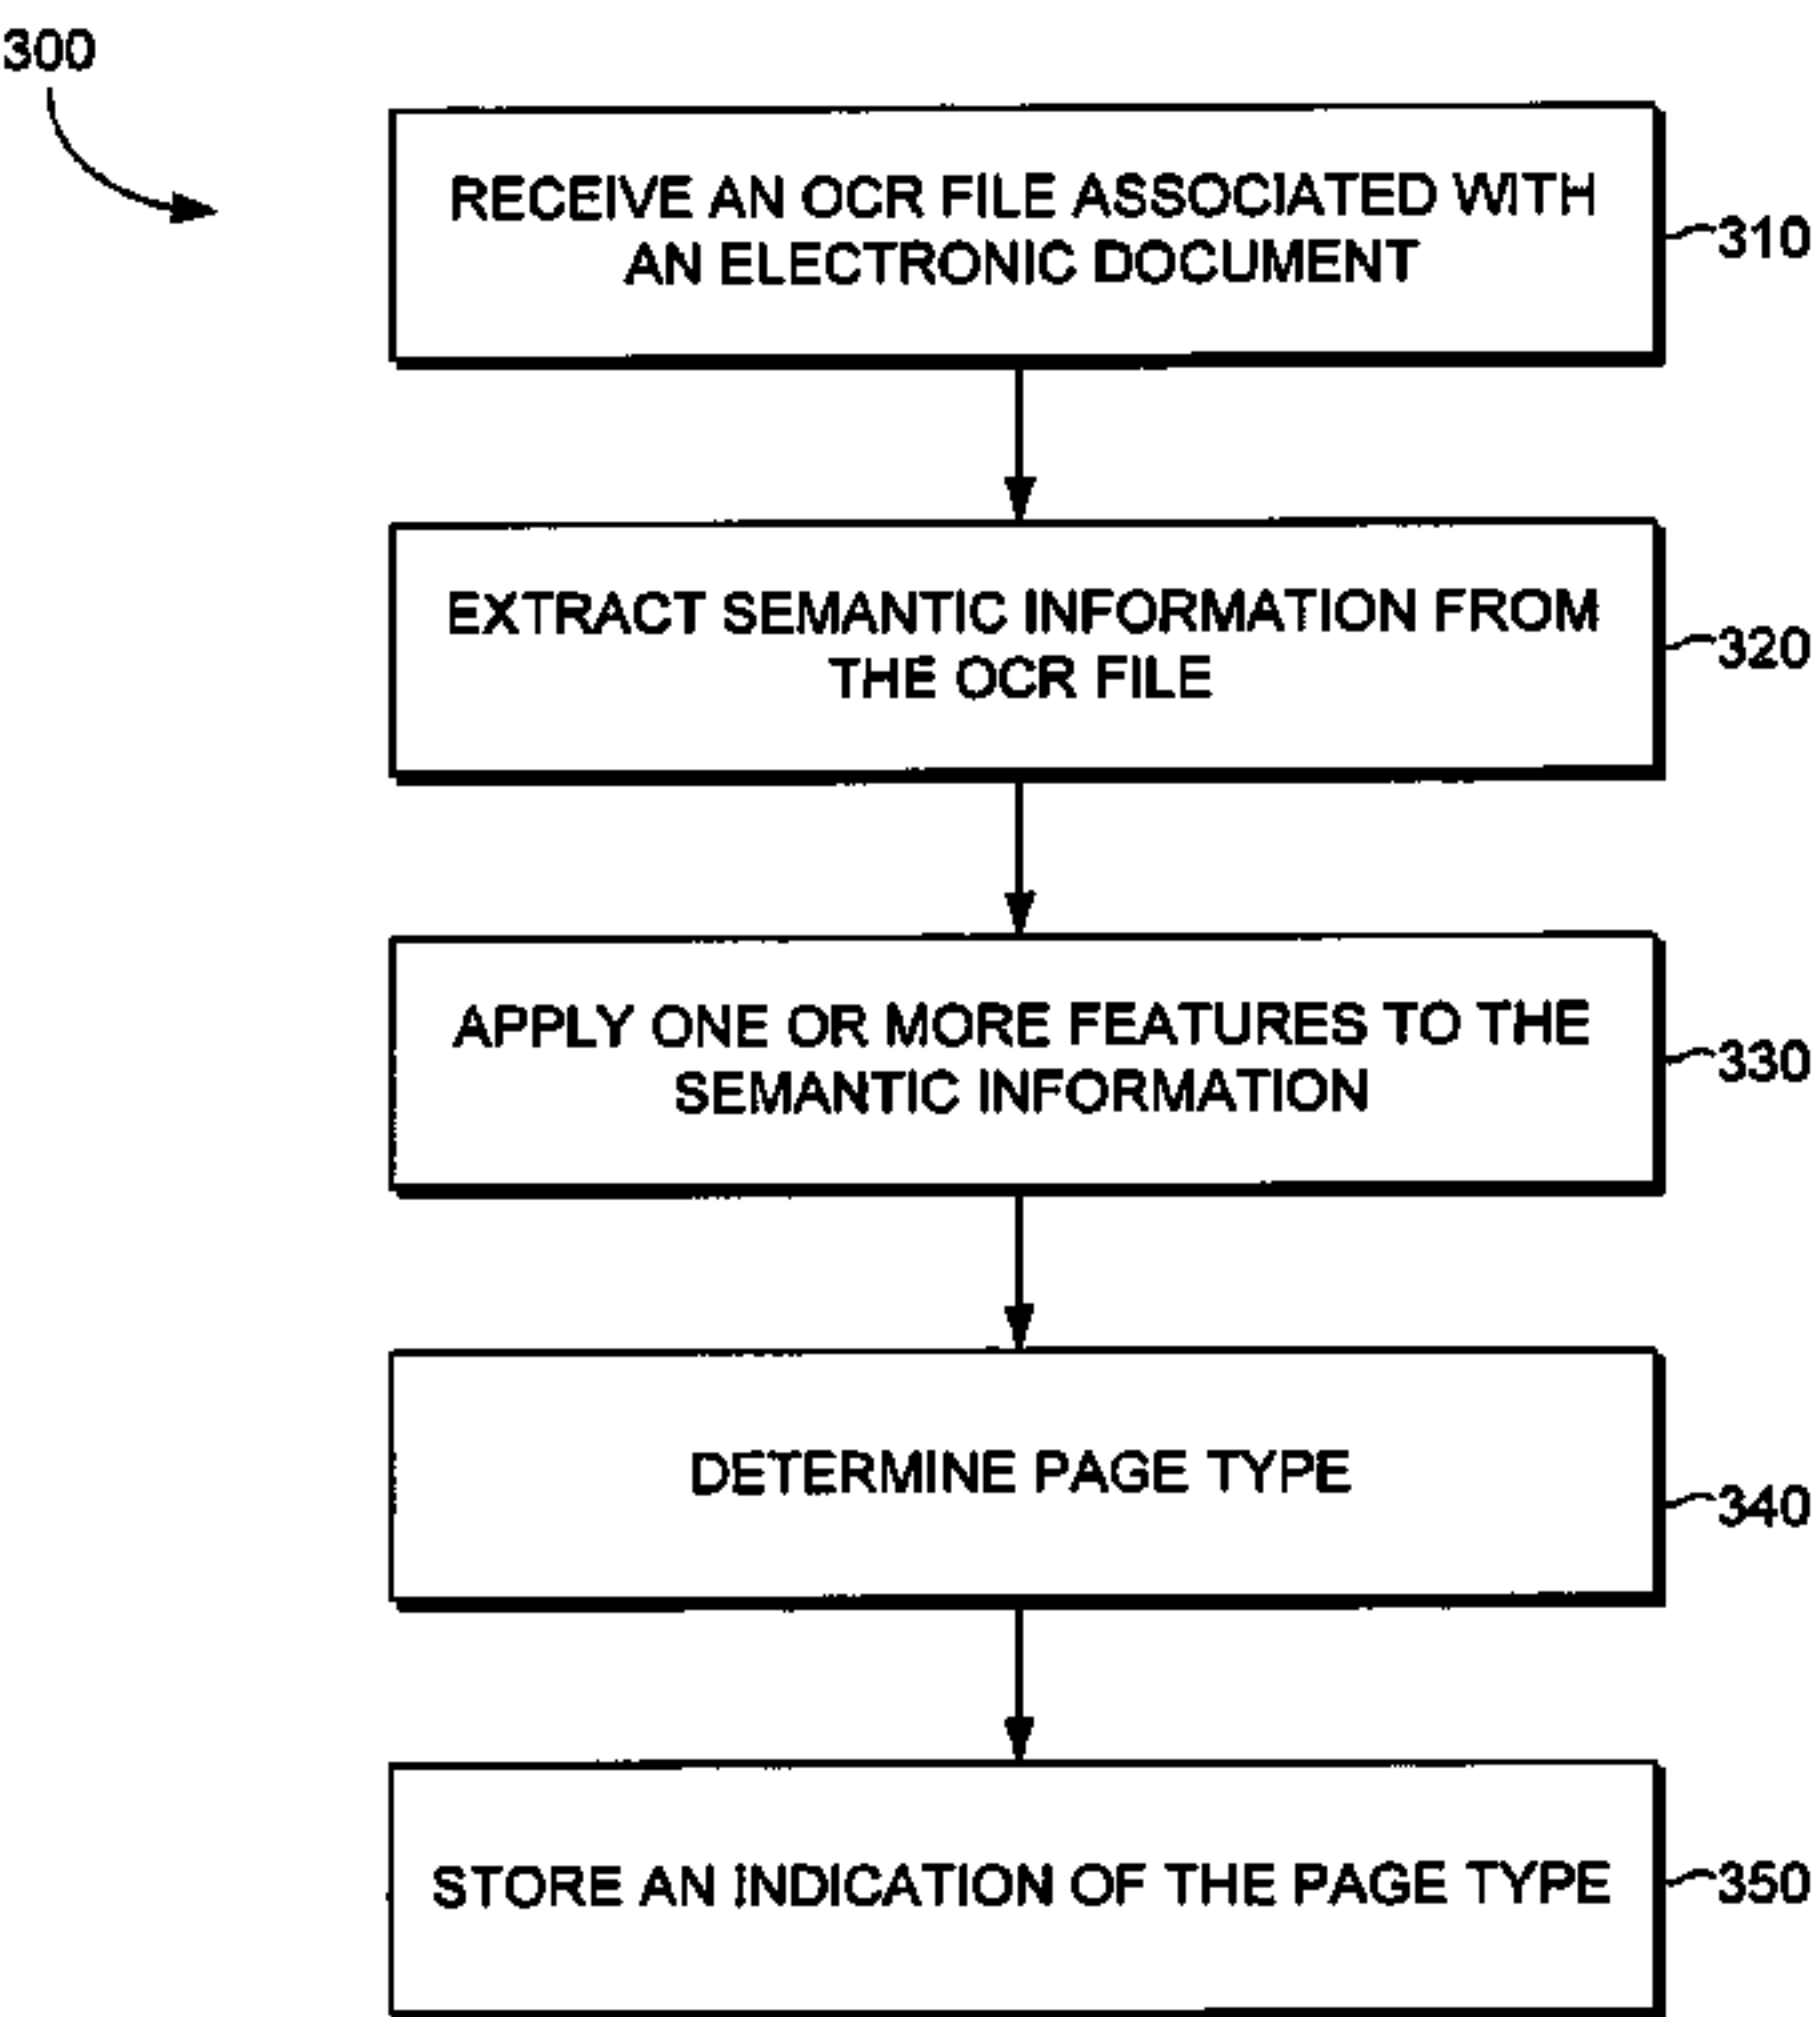 300
RECEIVE AN OCR FILE ASSOCIATED WITH
AN ELECTRONIC DOCUMENT
310
EXTRACT SEMANTIC INFORMATION FROM
THE OCR FILE
320
APPLY ONE OR MORE FEATURES TO THE
SEMANTIC INFORMATION
330
DETERMINE PAGE TYPE
340
STORE AN INDICATION OF THE PAGE TYPE
350